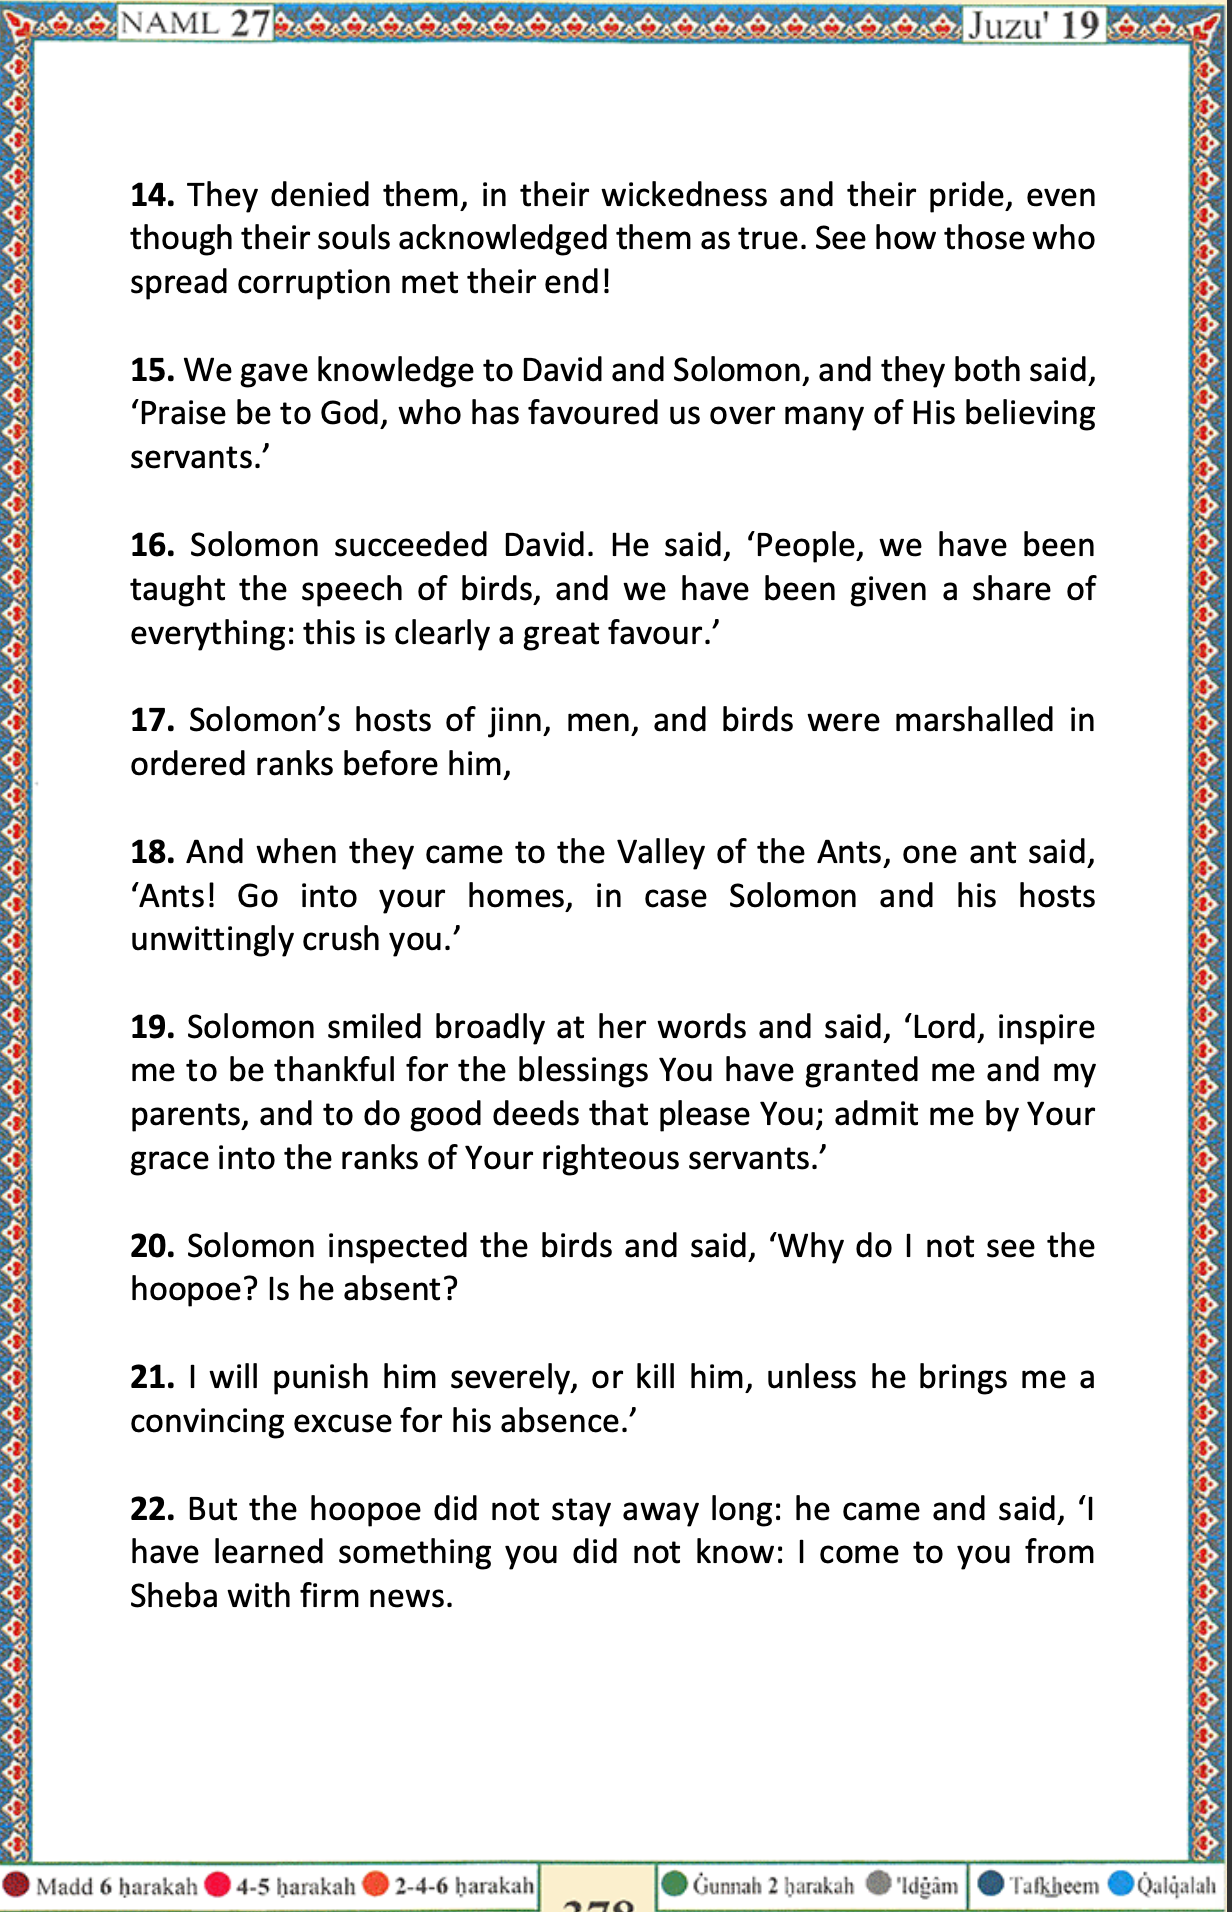 NAML 27
Juzu' 19
14. They denied them, in their wickedness and their pride, even
though their souls acknowledged them as true. See how those who
spread corruption met their end!
15. We gave knowledge to David and Solomon, and they both said,
‘Praise be to God, who has favoured us over many of His believing
servants.’
16. Solomon succeeded David. He said, ‘People, we have been
taught the speech of birds, and we have been given a share of
everything: this is clearly a great favour.’
17. Solomon’s hosts of jinn, men, and birds were marshalled in
ordered ranks before him,
18. And when they came to the Valley of the Ants, one ant said,
‘Ants! Go into your homes, in case Solomon and his hosts
unwittingly crush you.’
19. Solomon smiled broadly at her words and said, ‘Lord, inspire
me to be thankful for the blessings You have granted me and my
parents, and to do good deeds that please You; admit me by Your
grace into the ranks of Your righteous servants.’
20. Solomon inspected the birds and said, ‘Why do I not see the
hoopoe? Is he absent?
21. I will punish him severely, or kill him, unless he brings me a
convincing excuse for his absence.’
22. But the hoopoe did not stay away long: he came and said, ‘I
have learned something you did not know: I come to you from
Sheba with firm news.
Madd 6 ḥarakah 4-5 ḥarakah 2-4-6 ḥarakah
Ġunnah 2 ḥarakah 'Idğâm Tafkheem Q̇alq̇alah